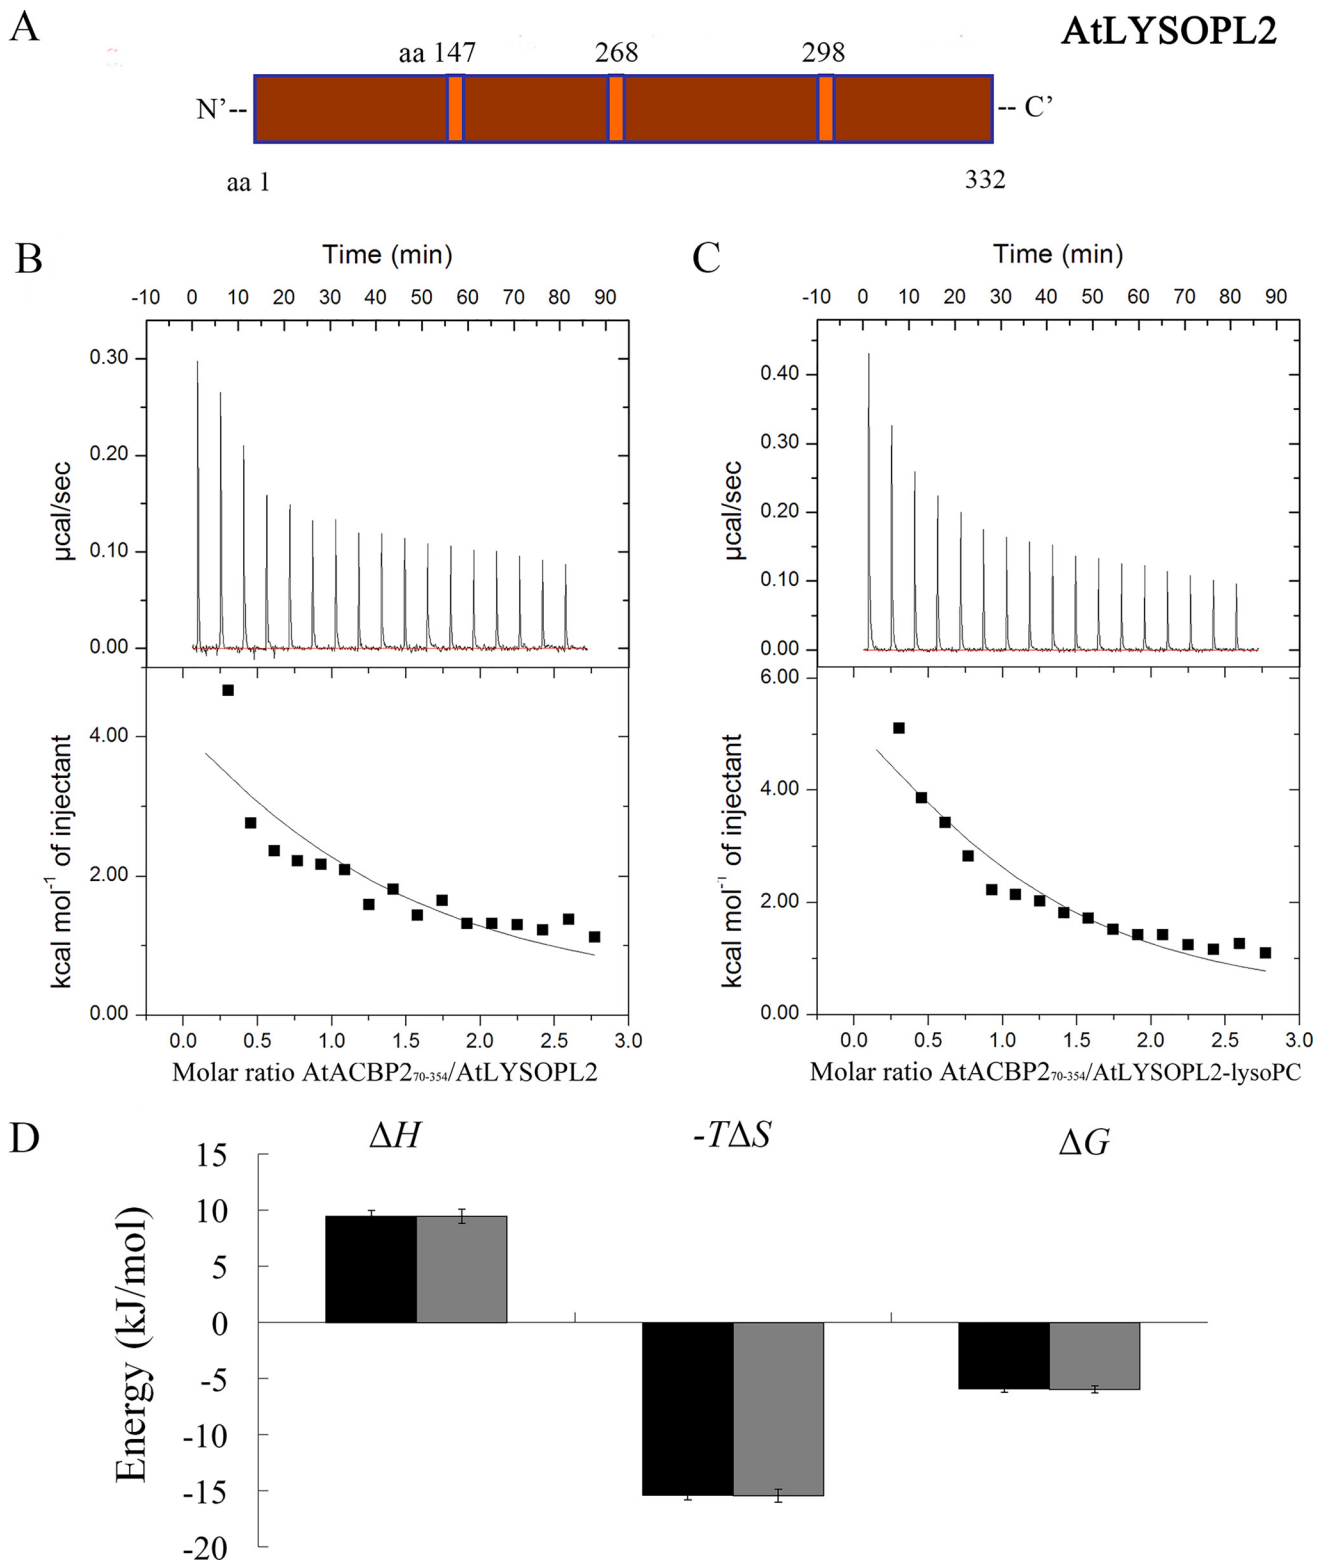 A
AtLYSOPL2
aa 147 268 298
N’-- -- C’
aa 1 332
B
Time (min)
-10 0 10 20 30 40 50 60 70 80 90
0.30
0.20
0.10
0.00
µcal/sec
4.00
2.00
0.00
kcal mol⁻¹ of injectant
0.0 0.5 1.0 1.5 2.0 2.5 3.0
Molar ratio AtACBP2₇₀₋₃₅₄/AtLYSOPL2
C
Time (min)
-10 0 10 20 30 40 50 60 70 80 90
0.40
0.30
0.20
0.10
0.00
µcal/sec
6.00
4.00
2.00
0.00
kcal mol⁻¹ of injectant
0.0 0.5 1.0 1.5 2.0 2.5 3.0
Molar ratio AtACBP2₇₀₋₃₅₄/AtLYSOPL2-lysoPC
D
ΔH -TΔS ΔG
15
10
5
0
-5
-10
-15
-20
Energy (kJ/mol)